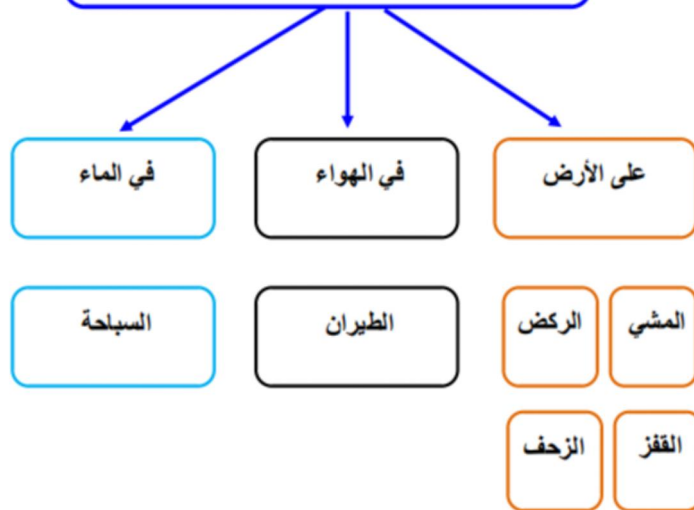 على الأرض
في الهواء
في الماء
المشي
الركض
الطيران
السباحة
القفز
الزحف